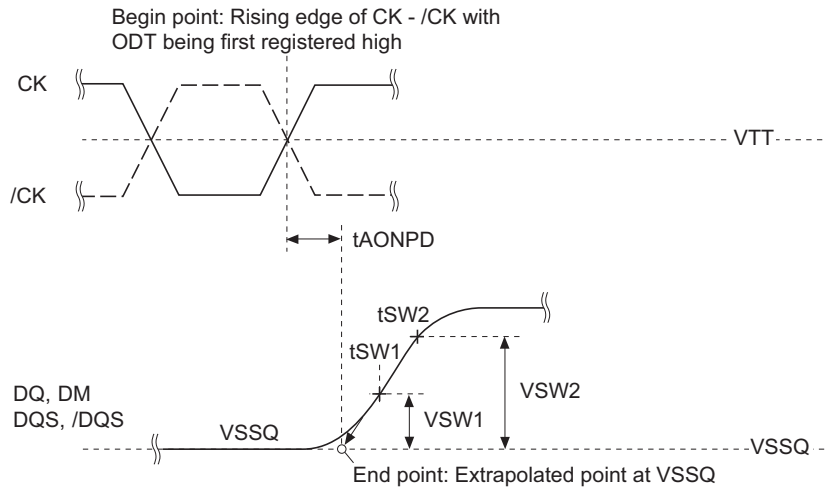 Begin point: Rising edge of CK - /CK with
ODT being first registered high
CK
VTT
/CK
tAONPD
tSW2
tSW1
DQ, DM
DQS, /DQS
VSSQ
VSW1
VSW2
VSSQ
End point: Extrapolated point at VSSQ